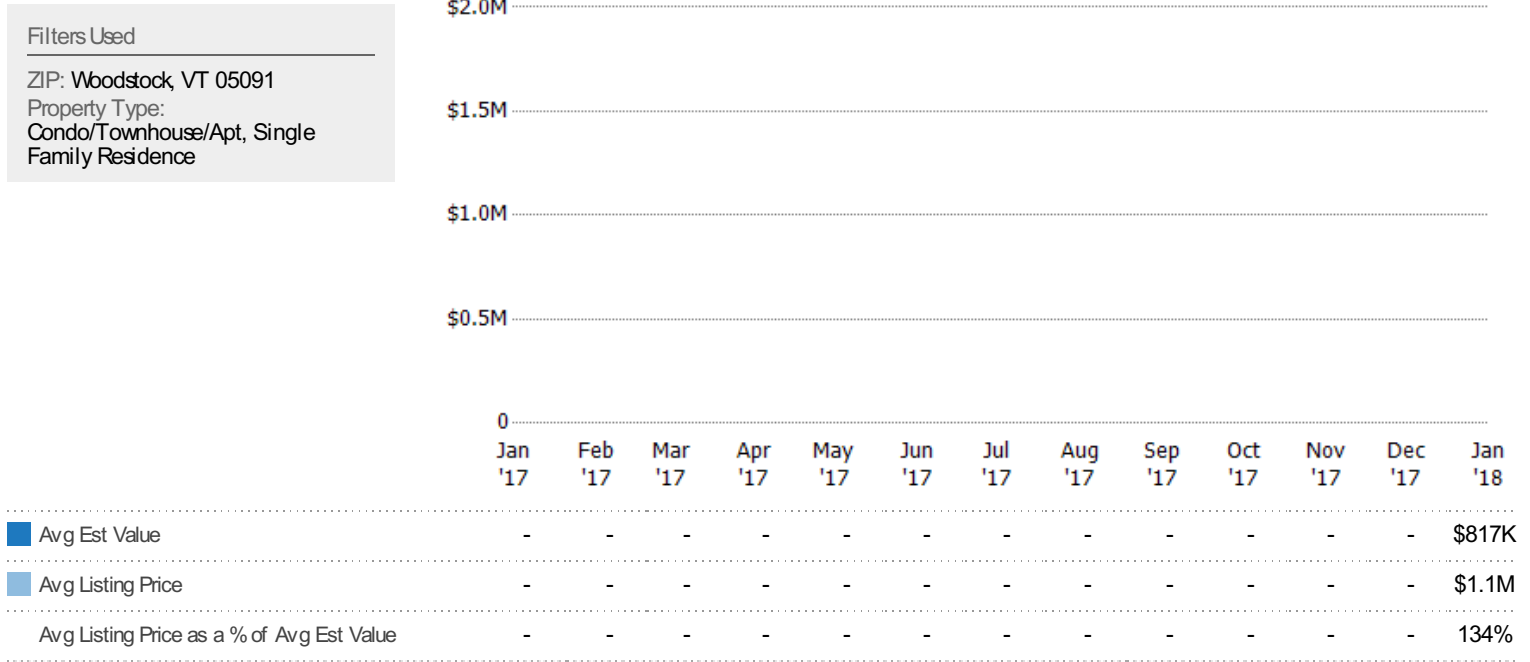 Filters Used
ZIP: Woodstock, VT 05091
Property Type:
Condo/Townhouse/Apt, Single
Family Residence
$2.0M
$1.5M
$1.0M
$0.5M
0
Jan Feb Mar Apr May Jun Jul Aug Sep Oct Nov Dec Jan
'17 '17 '17 '17 '17 '17 '17 '17 '17 '17 '17 '17 '18
Avg Est Value - - - - - - - - - - - - $817K
Avg Listing Price - - - - - - - - - - - - $1.1M
Avg Listing Price as a % of Avg Est Value - - - - - - - - - - - - 134%